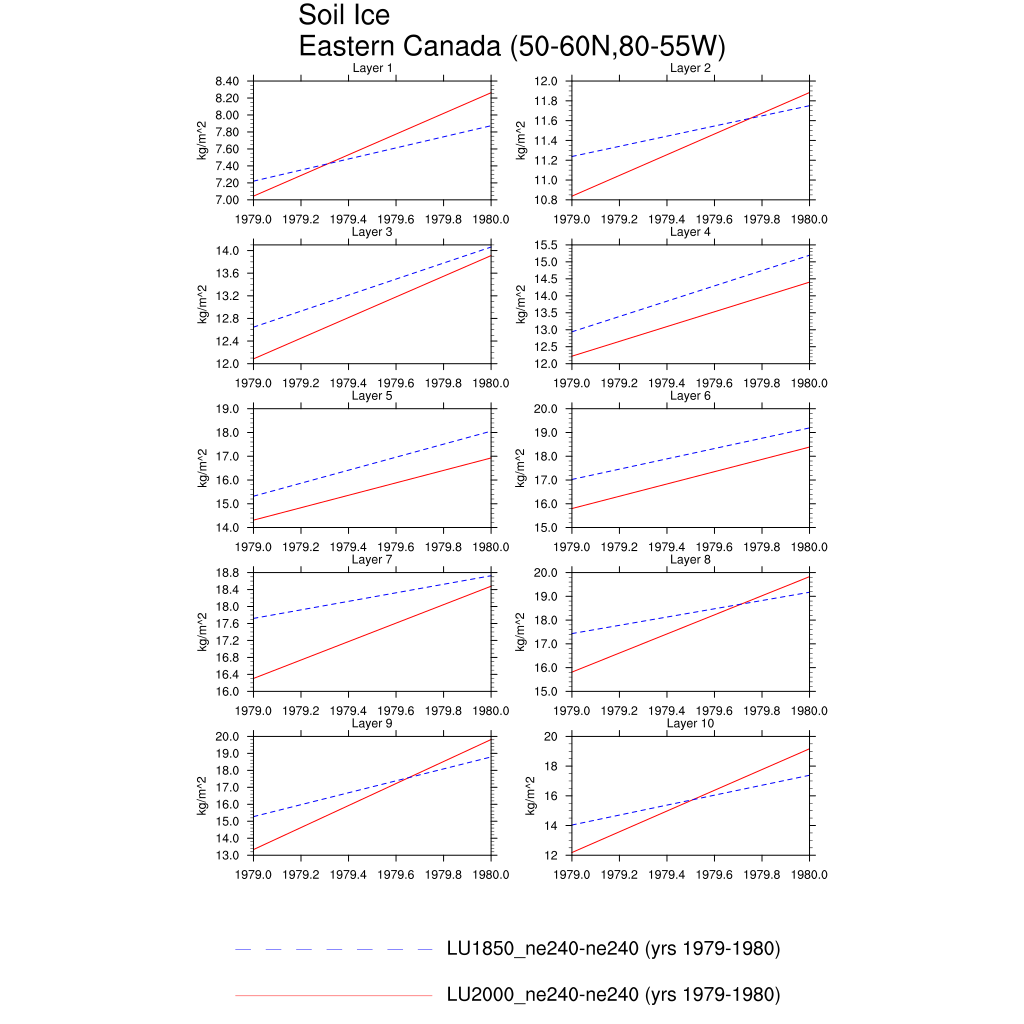 Soil Ice
Eastern Canada (50-60N,80-55W)
Layer 1
8.40
8.20
8.00
7.80
7.60
7.40
7.20
7.00
kg/m^2
1979.0 1979.2 1979.4 1979.6 1979.8 1980.0
Layer 2
12.0
11.8
11.6
11.4
11.2
11.0
10.8
kg/m^2
1979.0 1979.2 1979.4 1979.6 1979.8 1980.0
Layer 3
14.0
13.6
13.2
12.8
12.4
12.0
kg/m^2
1979.0 1979.2 1979.4 1979.6 1979.8 1980.0
Layer 4
15.5
15.0
14.5
14.0
13.5
13.0
12.5
12.0
kg/m^2
1979.0 1979.2 1979.4 1979.6 1979.8 1980.0
Layer 5
19.0
18.0
17.0
16.0
15.0
14.0
kg/m^2
1979.0 1979.2 1979.4 1979.6 1979.8 1980.0
Layer 6
20.0
19.0
18.0
17.0
16.0
15.0
kg/m^2
1979.0 1979.2 1979.4 1979.6 1979.8 1980.0
Layer 7
18.8
18.4
18.0
17.6
17.2
16.8
16.4
16.0
kg/m^2
1979.0 1979.2 1979.4 1979.6 1979.8 1980.0
Layer 8
20.0
19.0
18.0
17.0
16.0
15.0
kg/m^2
1979.0 1979.2 1979.4 1979.6 1979.8 1980.0
Layer 9
20.0
19.0
18.0
17.0
16.0
15.0
14.0
13.0
kg/m^2
1979.0 1979.2 1979.4 1979.6 1979.8 1980.0
Layer 10
20
18
16
14
12
kg/m^2
1979.0 1979.2 1979.4 1979.6 1979.8 1980.0
LU1850_ne240-ne240 (yrs 1979-1980)
LU2000_ne240-ne240 (yrs 1979-1980)